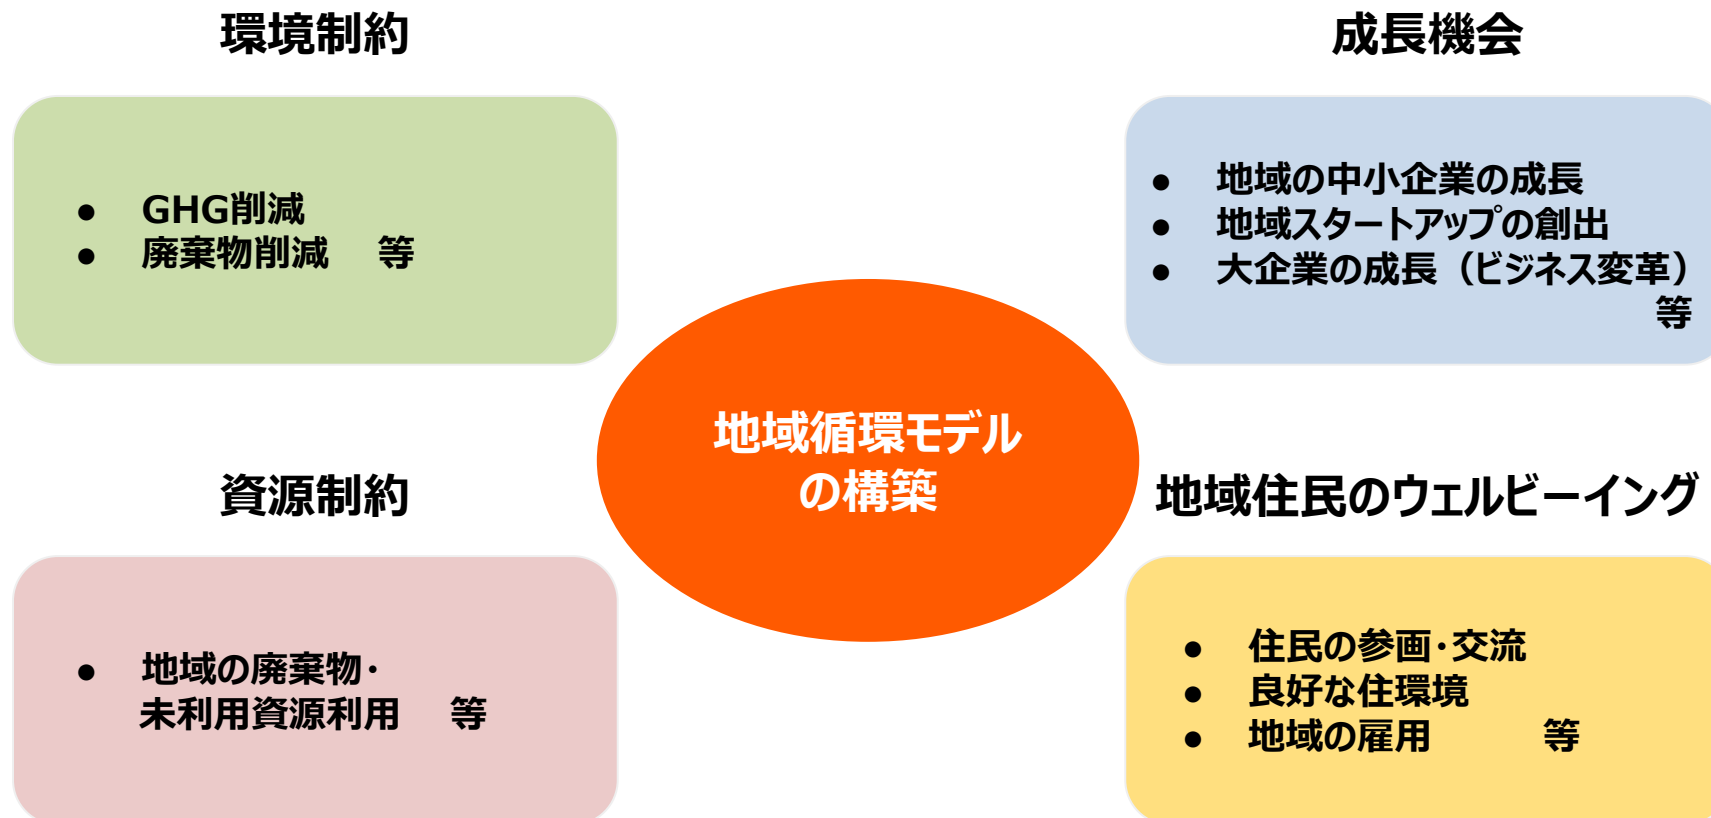 環境制約
● GHG削減
● 廃棄物削減　等
成長機会
● 地域の中小企業の成長
● 地域スタートアップの創出
● 大企業の成長（ビジネス変革）
等
地域循環モデル
の構築
資源制約
● 地域の廃棄物・
未利用資源利用　等
地域住民のウェルビーイング
● 住民の参画・交流
● 良好な住環境
● 地域の雇用　等